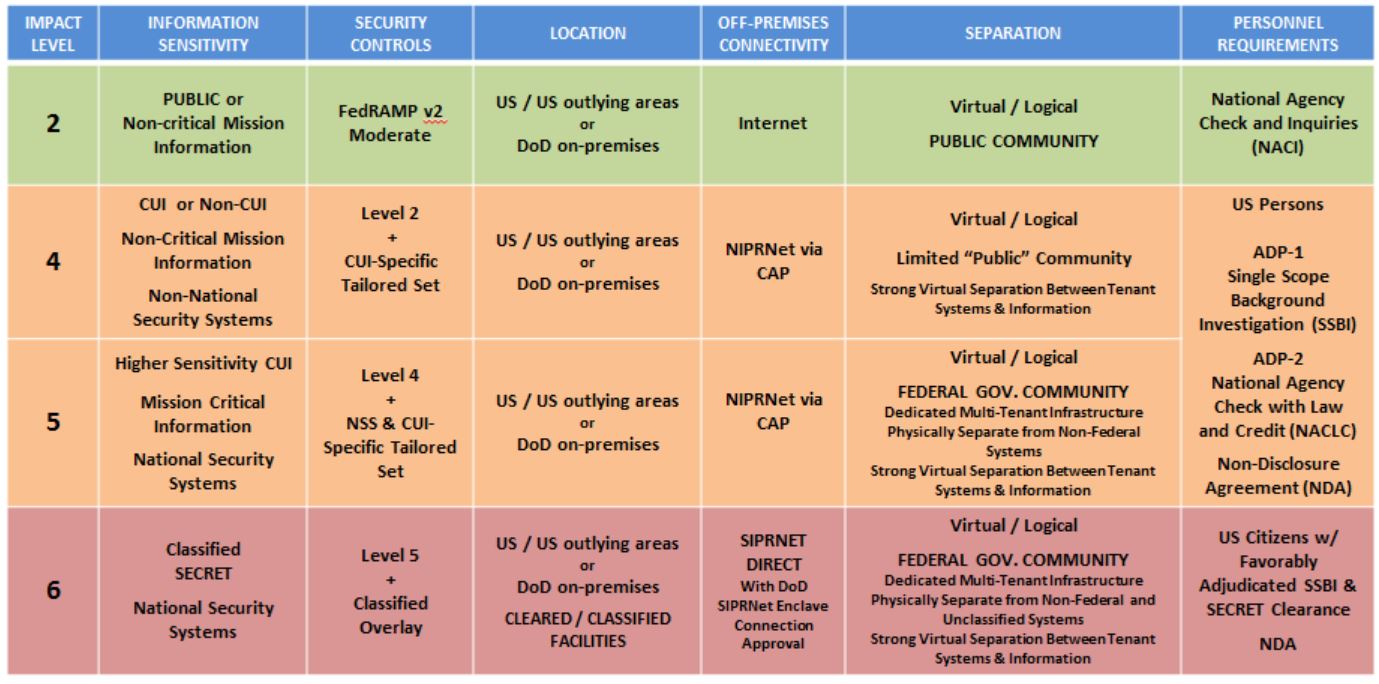 IMPACT
LEVEL
INFORMATION
SENSITIVITY
SECURITY
CONTROLS
LOCATION
OFF-PREMISES
CONNECTIVITY
SEPARATION
PERSONNEL
REQUIREMENTS
2
PUBLIC or
Non-critical Mission
Information
FedRAMP v2
Moderate
US / US outlying areas
or
DoD on-premises
Internet
Virtual / Logical
PUBLIC COMMUNITY
National Agency
Check and Inquiries
(NACI)
4
CUI or Non-CUI
Non-Critical Mission
Information
Non-National
Security Systems
Level 2
+
CUI-Specific
Tailored Set
US / US outlying areas
or
DoD on-premises
NIPRNet via
CAP
Virtual / Logical
Limited “Public” Community
Strong Virtual Separation Between Tenant
Systems & Information
US Persons
ADP-1
Single Scope
Background
Investigation (SSBI)
ADP-2
National Agency
Check with Law
and Credit (NACLC)
Non-Disclosure
Agreement (NDA)
5
Higher Sensitivity CUI
Mission Critical
Information
National Security
Systems
Level 4
+
NSS & CUI-
Specific Tailored
Set
US / US outlying areas
or
DoD on-premises
NIPRNet via
CAP
Virtual / Logical
FEDERAL GOV. COMMUNITY
Dedicated Multi-Tenant Infrastructure
Physically Separate from Non-Federal
Systems
Strong Virtual Separation Between Tenant
Systems & Information
6
Classified
SECRET
National Security
Systems
Level 5
+
Classified
Overlay
US / US outlying areas
or
DoD on-premises
CLEARED / CLASSIFIED
FACILITIES
SIPRNET
DIRECT
With DoD
SIPRNet Enclave
Connection
Approval
Virtual / Logical
FEDERAL GOV. COMMUNITY
Dedicated Multi-Tenant Infrastructure
Physically Separate from Non-Federal and
Unclassified Systems
Strong Virtual Separation Between Tenant
Systems & Information
US Citizens w/
Favorably
Adjudicated SSBI &
SECRET Clearance
NDA